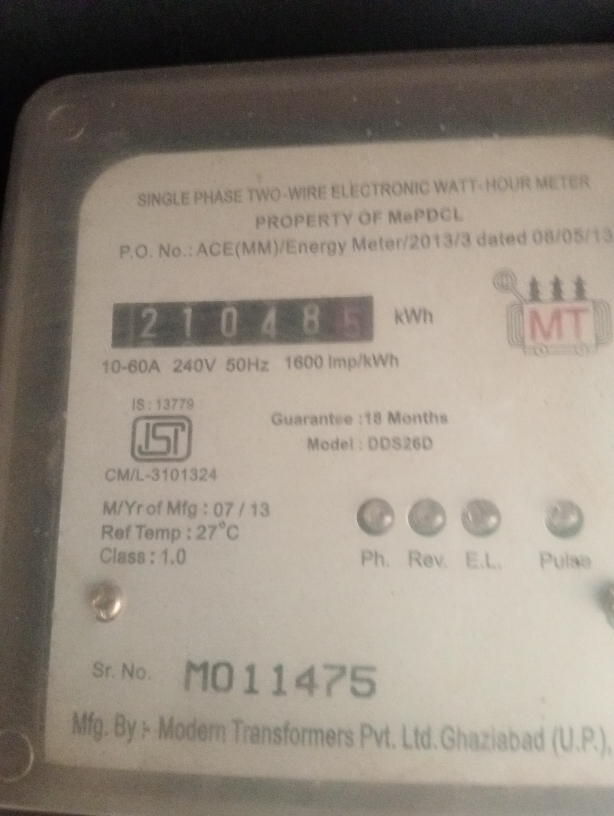 SINGLE PHASE TWO-WIRE ELECTRONIC WATT-HOUR METER
PROPERTY OF MePDCL
P.O. No.: ACE(MM)/Energy Meter/2013/3 dated 08/05/13
210485 kWh
MT
10-60A 240V 50Hz 1600 Imp/kWh
IS : 13779
ISI
CM/L-3101324
Guarantee :18 Months
Model : DDS26D
M/Yr of Mfg : 07 / 13
Ref Temp : 27°C
Class : 1.0
Ph. Rev. E.L. Pulse
Sr. No. M011475
Mfg. By :- Modern Transformers Pvt. Ltd. Ghaziabad (U.P.),